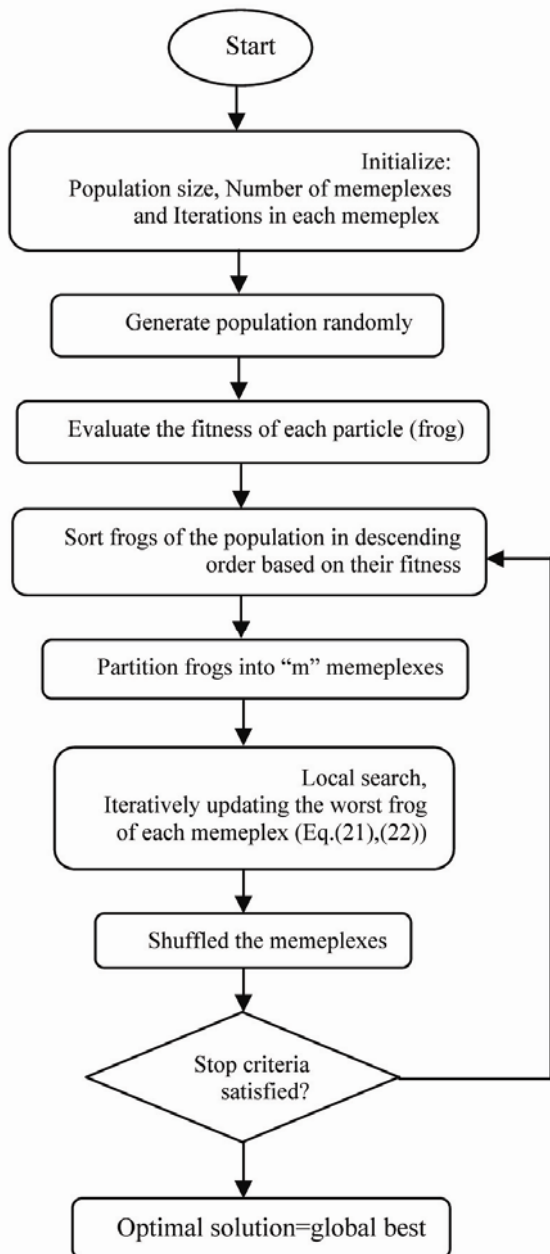 Start
Initialize:
Population size, Number of memeplexes
and Iterations in each memeplex
Generate population randomly
Evaluate the fitness of each particle (frog)
Sort frogs of the population in descending
order based on their fitness
Partition frogs into “m” memeplexes
Local search,
Iteratively updating the worst frog
of each memeplex (Eq.(21),(22))
Shuffled the memeplexes
Stop criteria
satisfied?
Optimal solution=global best